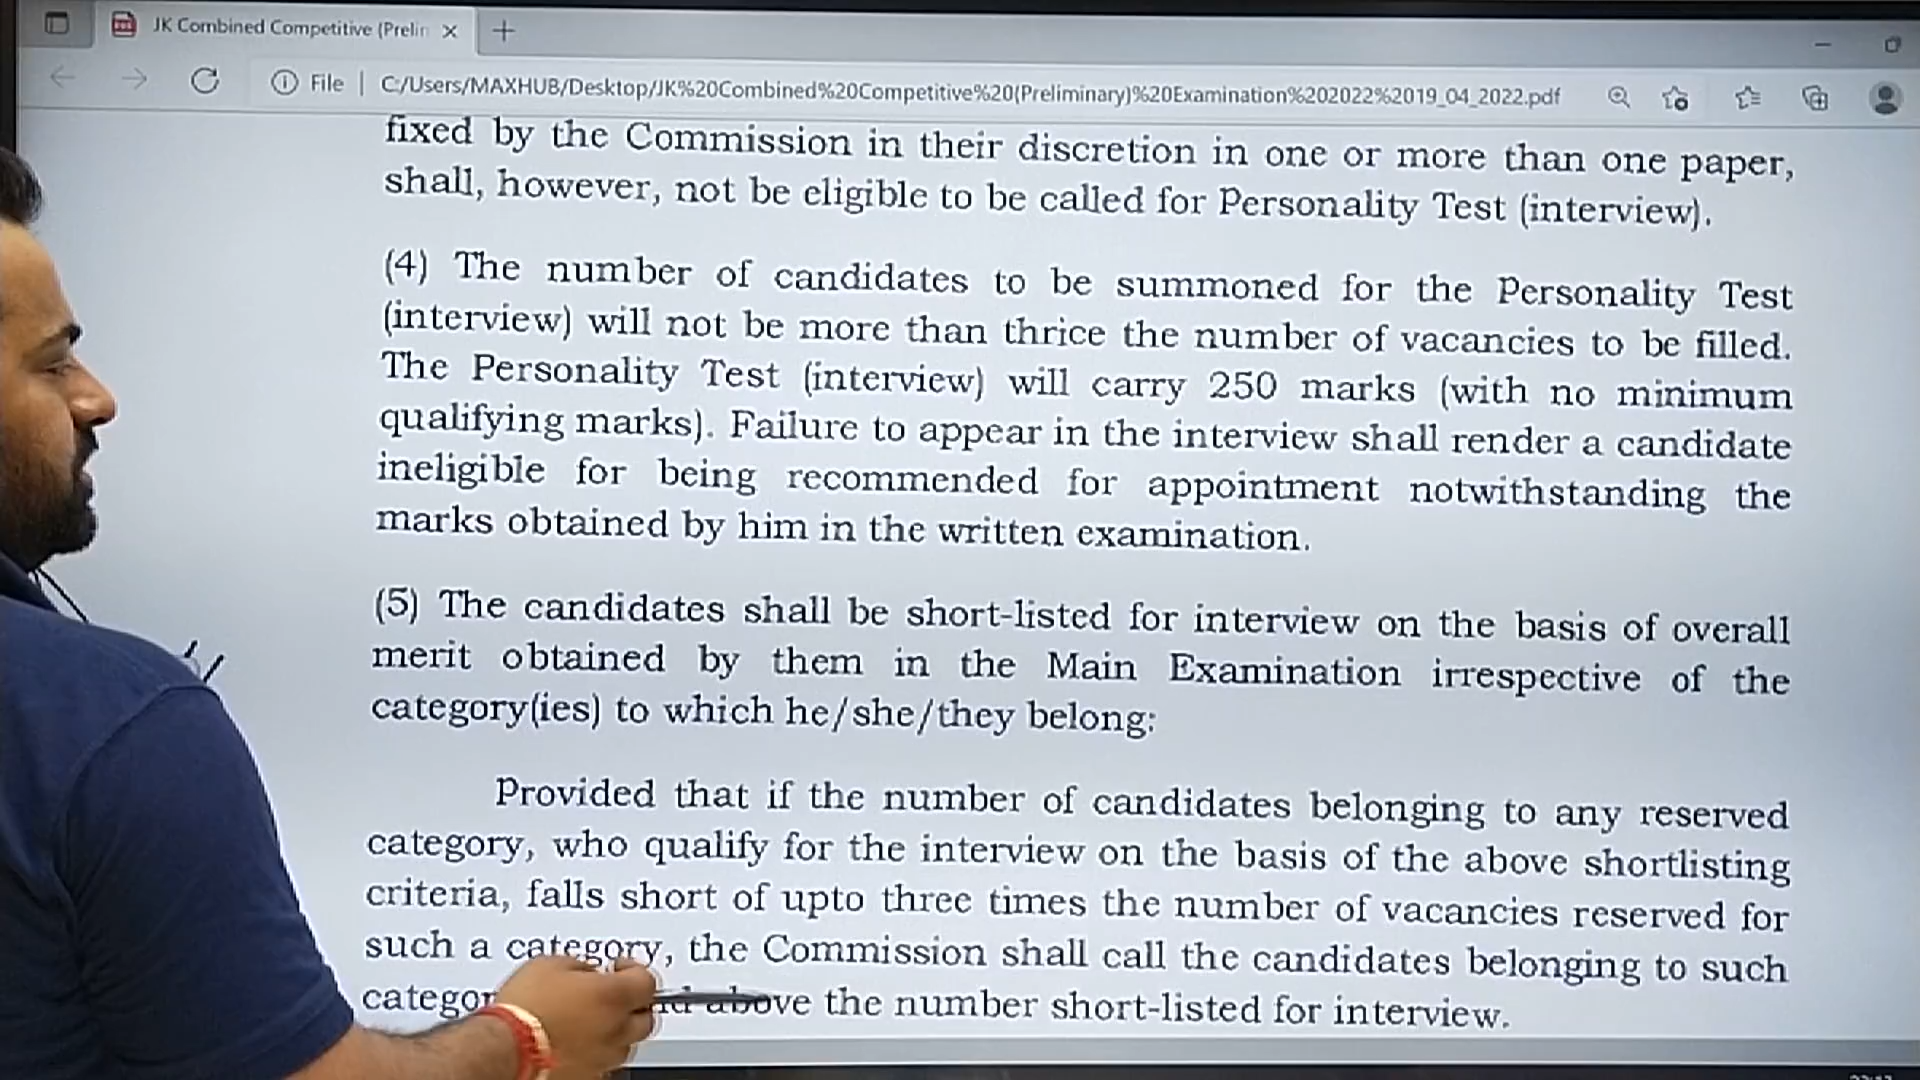 JK Combined Competitive (Prelin
File
C:/Users/MAXHUB/Desktop/JK%20Combined%20Competitive%20(Preliminary)%20Examination%202022%2019_04_2022.pdf
fixed by the Commission in their discretion in one or more than one paper,
shall, however, not be eligible to be called for Personality Test (interview).
(4) The number of candidates to be summoned for the Personality Test
(interview) will not be more than thrice the number of vacancies to be filled.
The Personality Test (interview) will carry 250 marks (with no minimum
qualifying marks). Failure to appear in the interview shall render a candidate
ineligible for being recommended for appointment notwithstanding the
marks obtained by him in the written examination.
(5) The candidates shall be short-listed for interview on the basis of overall
merit obtained by them in the Main Examination irrespective of the
category(ies) to which he/she/they belong:
Provided that if the number of candidates belonging to any reserved
category, who qualify for the interview on the basis of the above shortlisting
criteria, falls short of upto three times the number of vacancies reserved for
such a category, the Commission shall call the candidates belonging to such
above the number short-listed for interview.